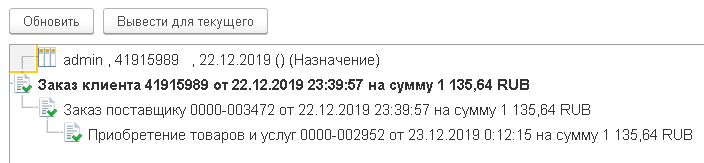 Обновить Вывести для текущего
admin , 41915989 , 22.12.2019 () (Назначение)
Заказ клиента 41915989 от 22.12.2019 23:39:57 на сумму 1 135,64 RUB
Заказ поставщику 0000-003472 от 22.12.2019 23:39:57 на сумму 1 135,64 RUB
Приобретение товаров и услуг 0000-002952 от 23.12.2019 0:12:15 на сумму 1 135,64 RUB